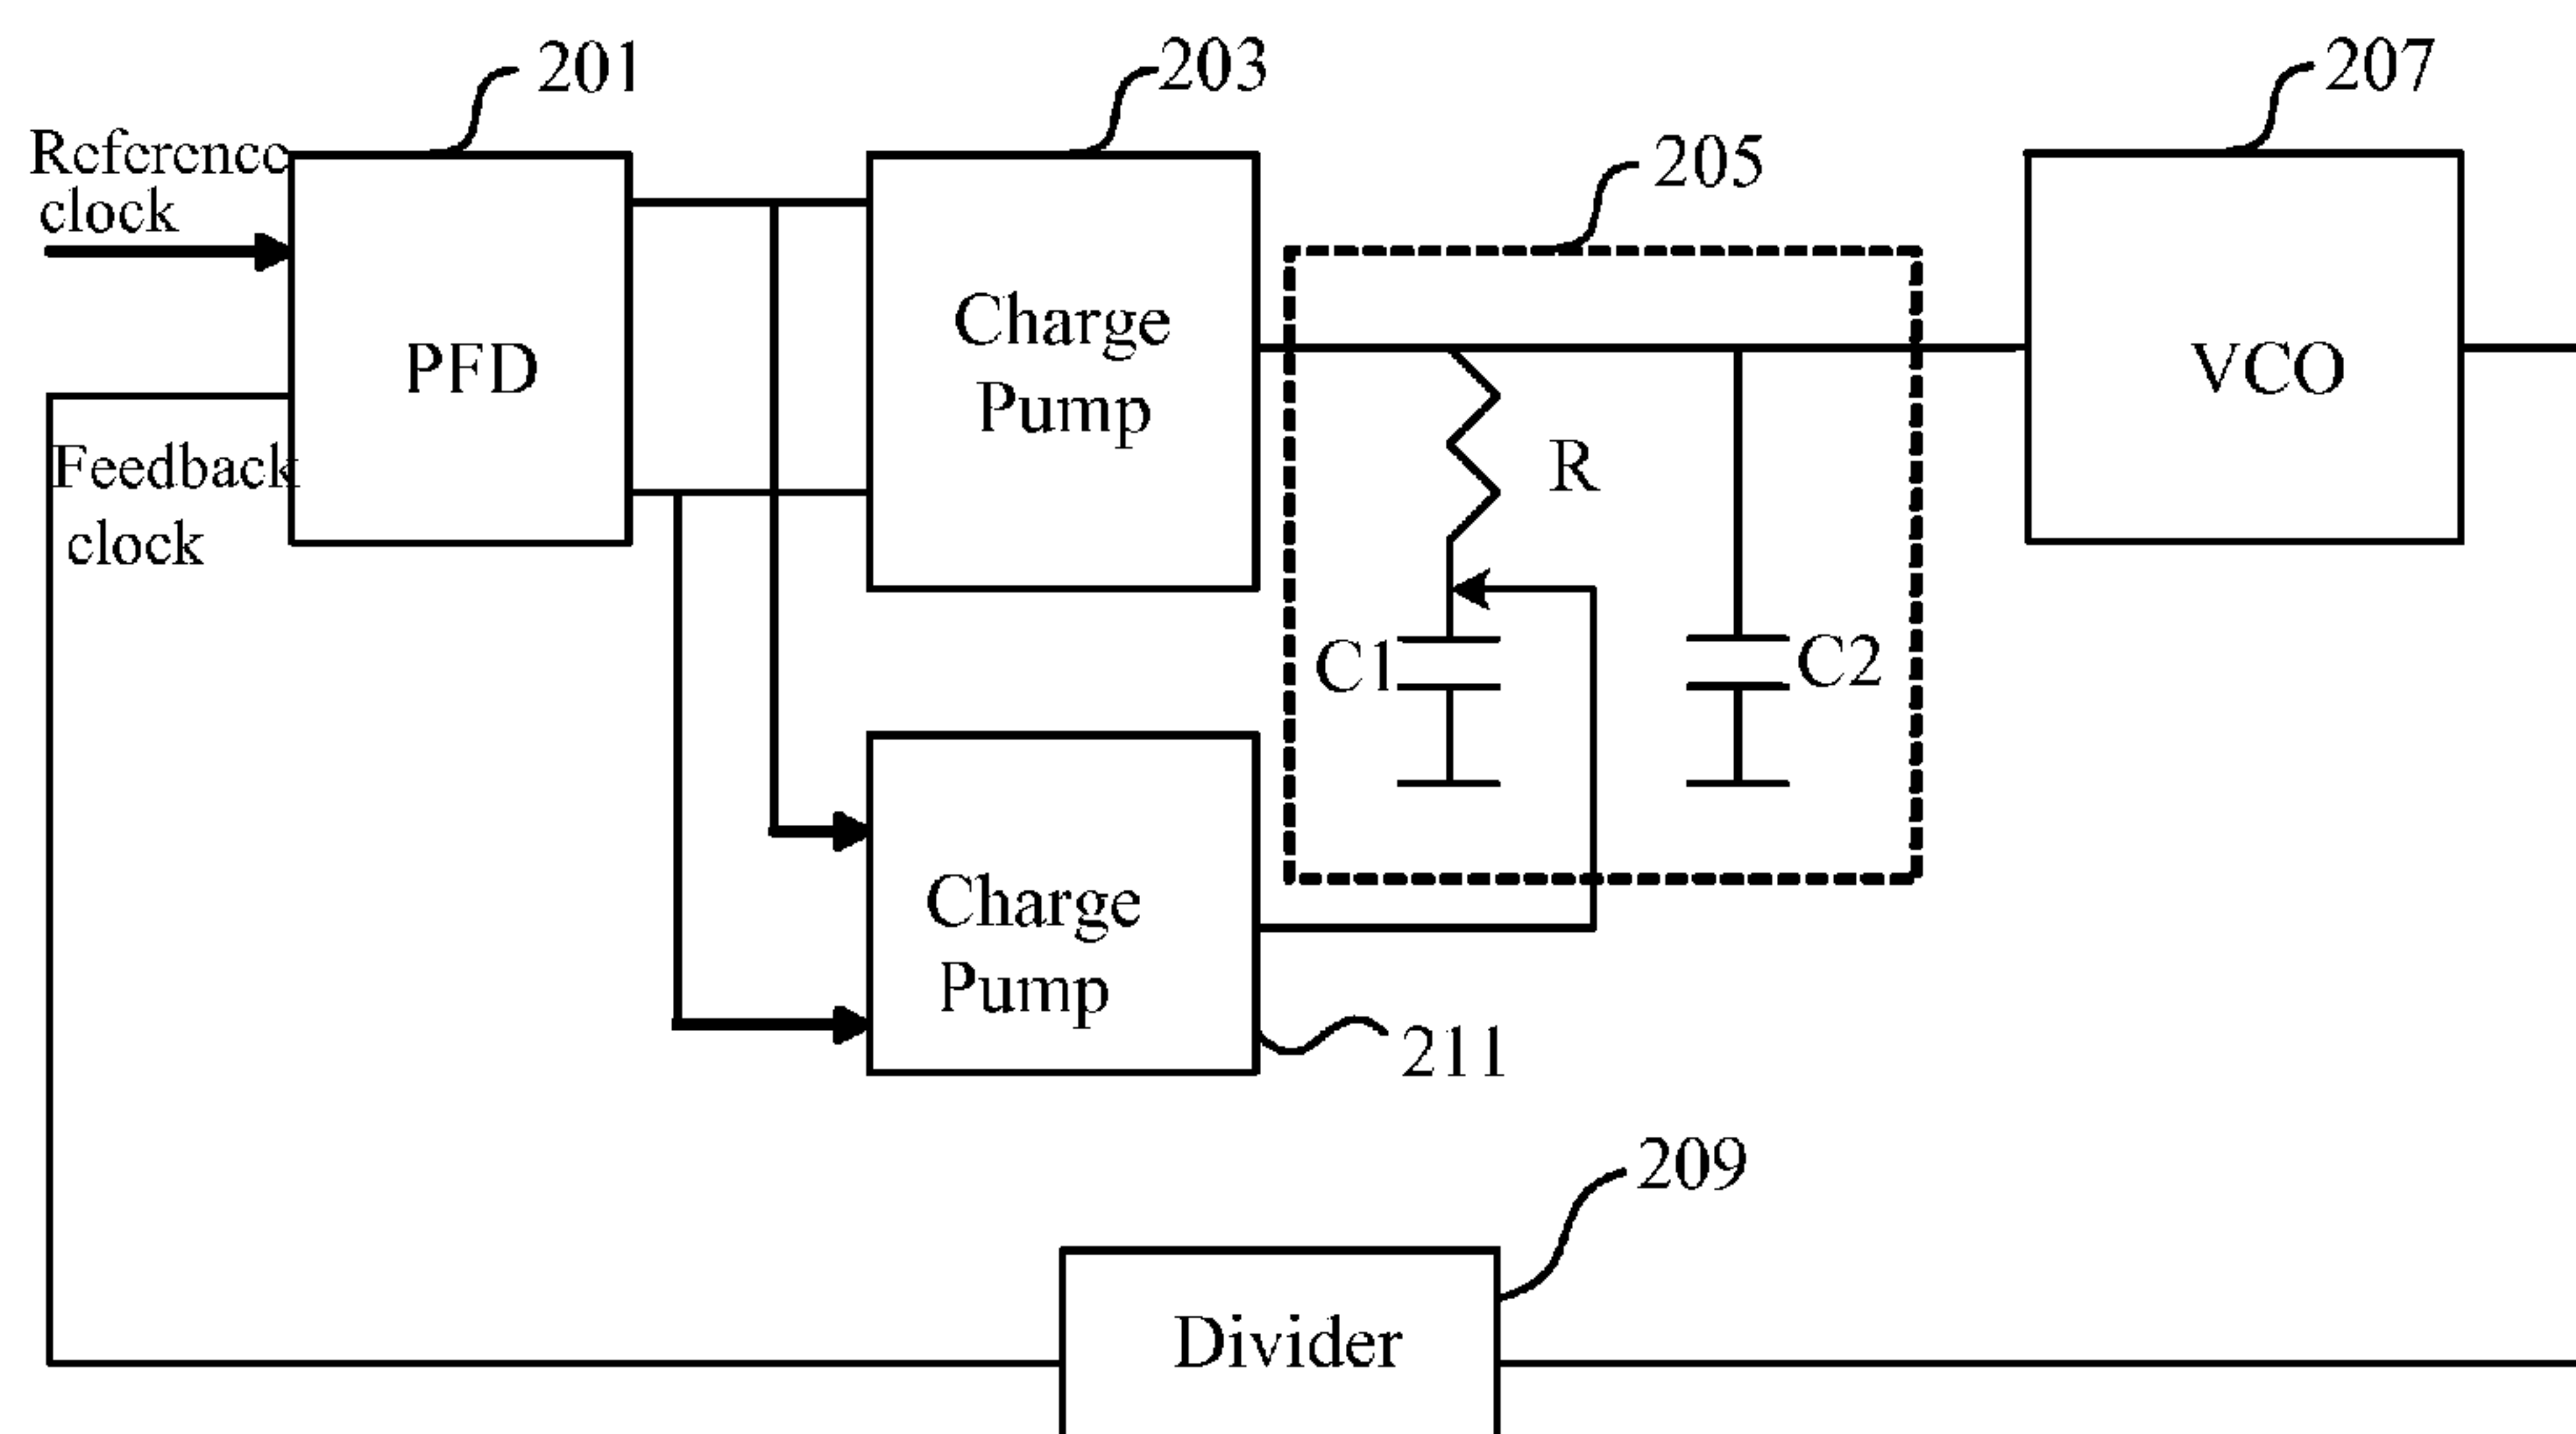 201
203
207
205
Reference
clock
PFD
Charge
Pump
VCO
R
Feedback
clock
C1
C2
Charge
Pump
211
209
Divider